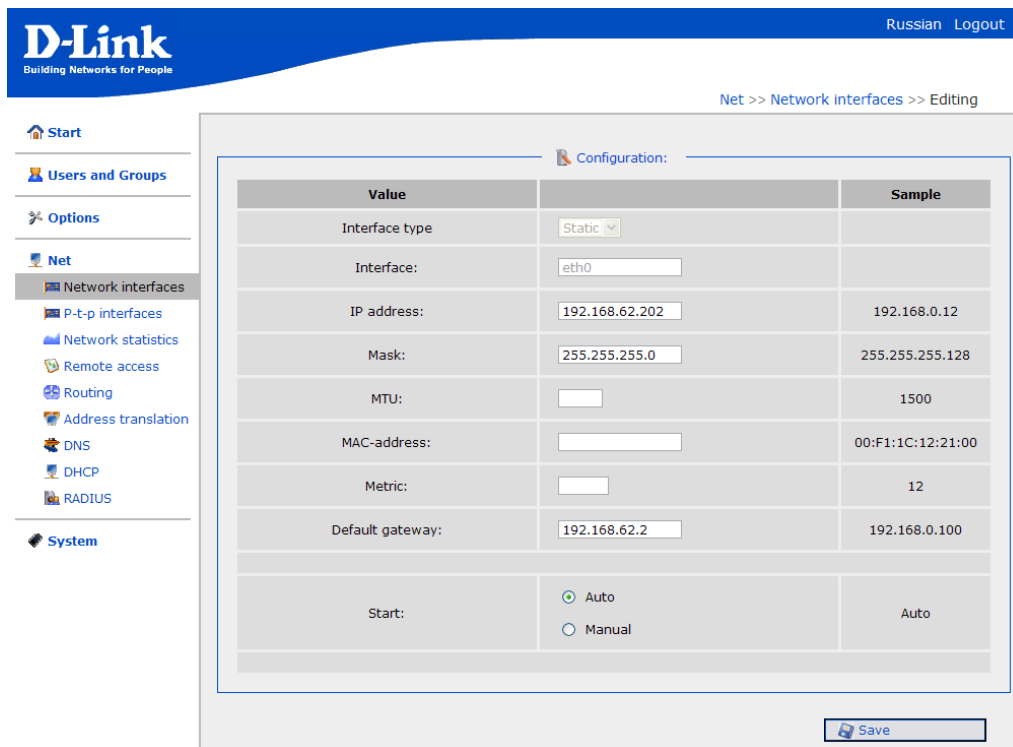 Russian Logout
D-Link
Building Networks for People
Net >> Network interfaces >> Editing
Start
Users and Groups
Options
Net
Network interfaces
P-t-p interfaces
Network statistics
Remote access
Routing
Address translation
DNS
DHCP
RADIUS
System
Configuration:
Value Sample
Interface type Static
Interface: eth0
IP address: 192.168.62.202 192.168.0.12
Mask: 255.255.255.0 255.255.255.128
MTU: 1500
MAC-address: 00:F1:1C:12:21:00
Metric: 12
Default gateway: 192.168.62.2 192.168.0.100
Auto
Start: Auto
Manual
Save